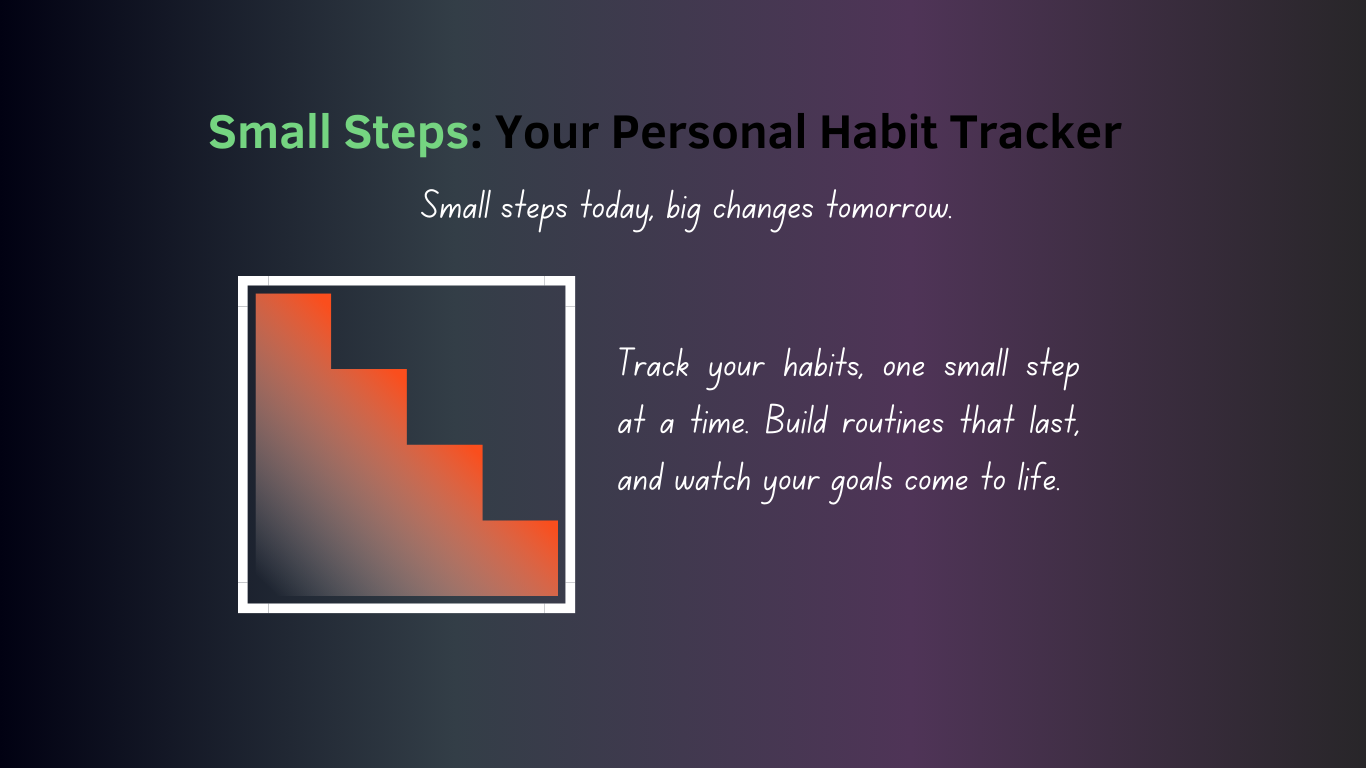 Small Steps: Your Personal Habit Tracker
Small steps today, big changes tomorrow.
Track your habits, one small step
at a time. Build routines that last,
and watch your goals come to life.